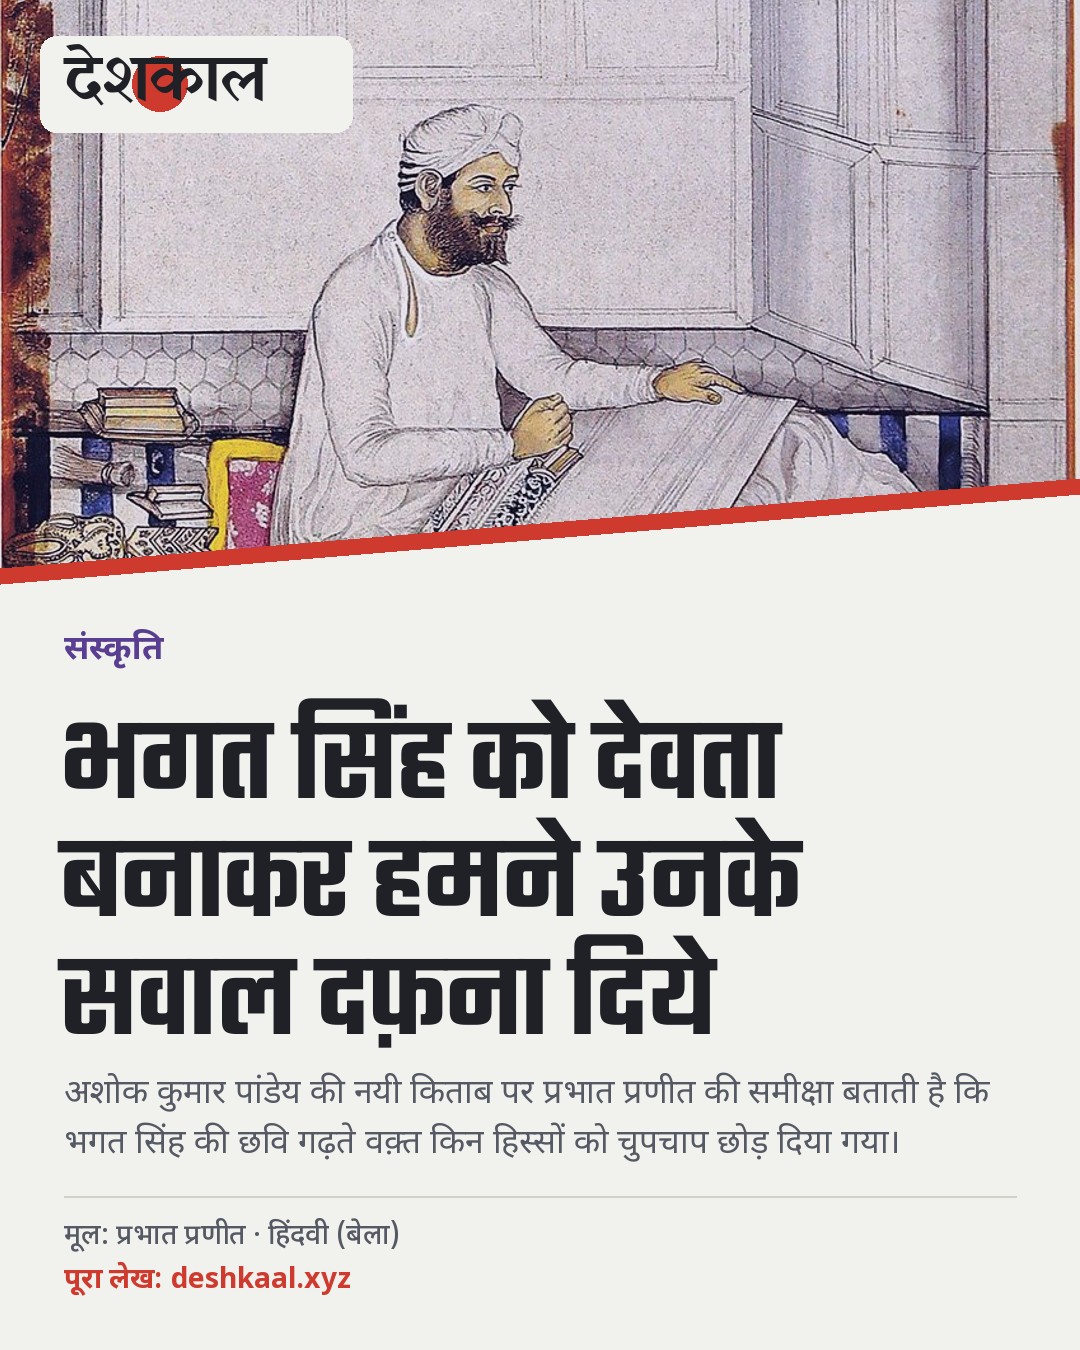 देशकाल
संस्कृति
भगत सिंह को देवता
बनाकर हमने उनके
सवाल दफ़ना दिये
अशोक कुमार पांडेय की नयी किताब पर प्रभात प्रणीत की समीक्षा बताती है कि
भगत सिंह की छवि गढ़ते वक़्त किन हिस्सों को चुपचाप छोड़ दिया गया।
मूल: प्रभात प्रणीत · हिंदवी (बेला)
पूरा लेख: deshkaal.xyz